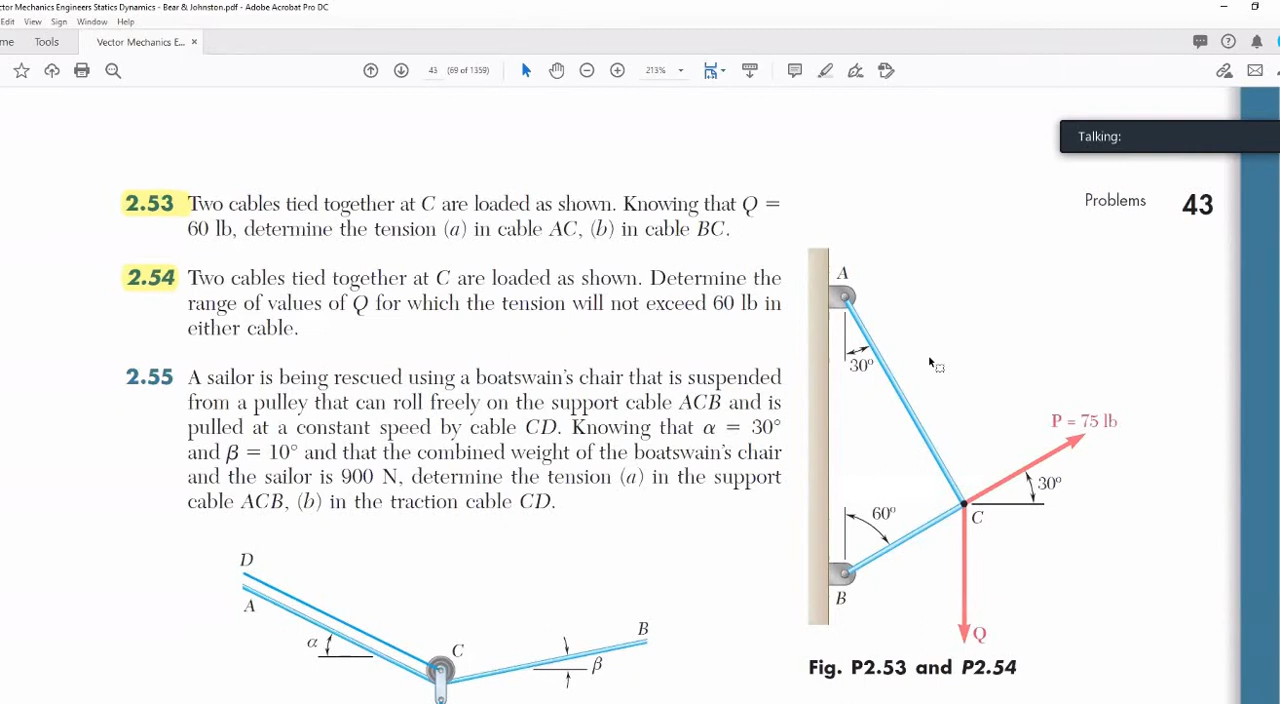 ctor Mechanics Engineers Statics Dynamics - Bear & Johnston.pdf - Adobe Acrobat Pro DC
Edit View Sign Window Help
me Tools Vector Mechanics E... ×
43 (69 of 1359) 213%
Talking:
Problems 43
2.53 Two cables tied together at C are loaded as shown. Knowing that Q =
60 lb, determine the tension (a) in cable AC, (b) in cable BC.
2.54 Two cables tied together at C are loaded as shown. Determine the
range of values of Q for which the tension will not exceed 60 lb in
either cable.
2.55 A sailor is being rescued using a boatswain's chair that is suspended
from a pulley that can roll freely on the support cable ACB and is
pulled at a constant speed by cable CD. Knowing that α = 30°
and β = 10° and that the combined weight of the boatswain's chair
and the sailor is 900 N, determine the tension (a) in the support
cable ACB, (b) in the traction cable CD.
D
A
α
C
B
β
A
30°
P = 75 lb
30°
60°
C
B
Q
Fig. P2.53 and P2.54